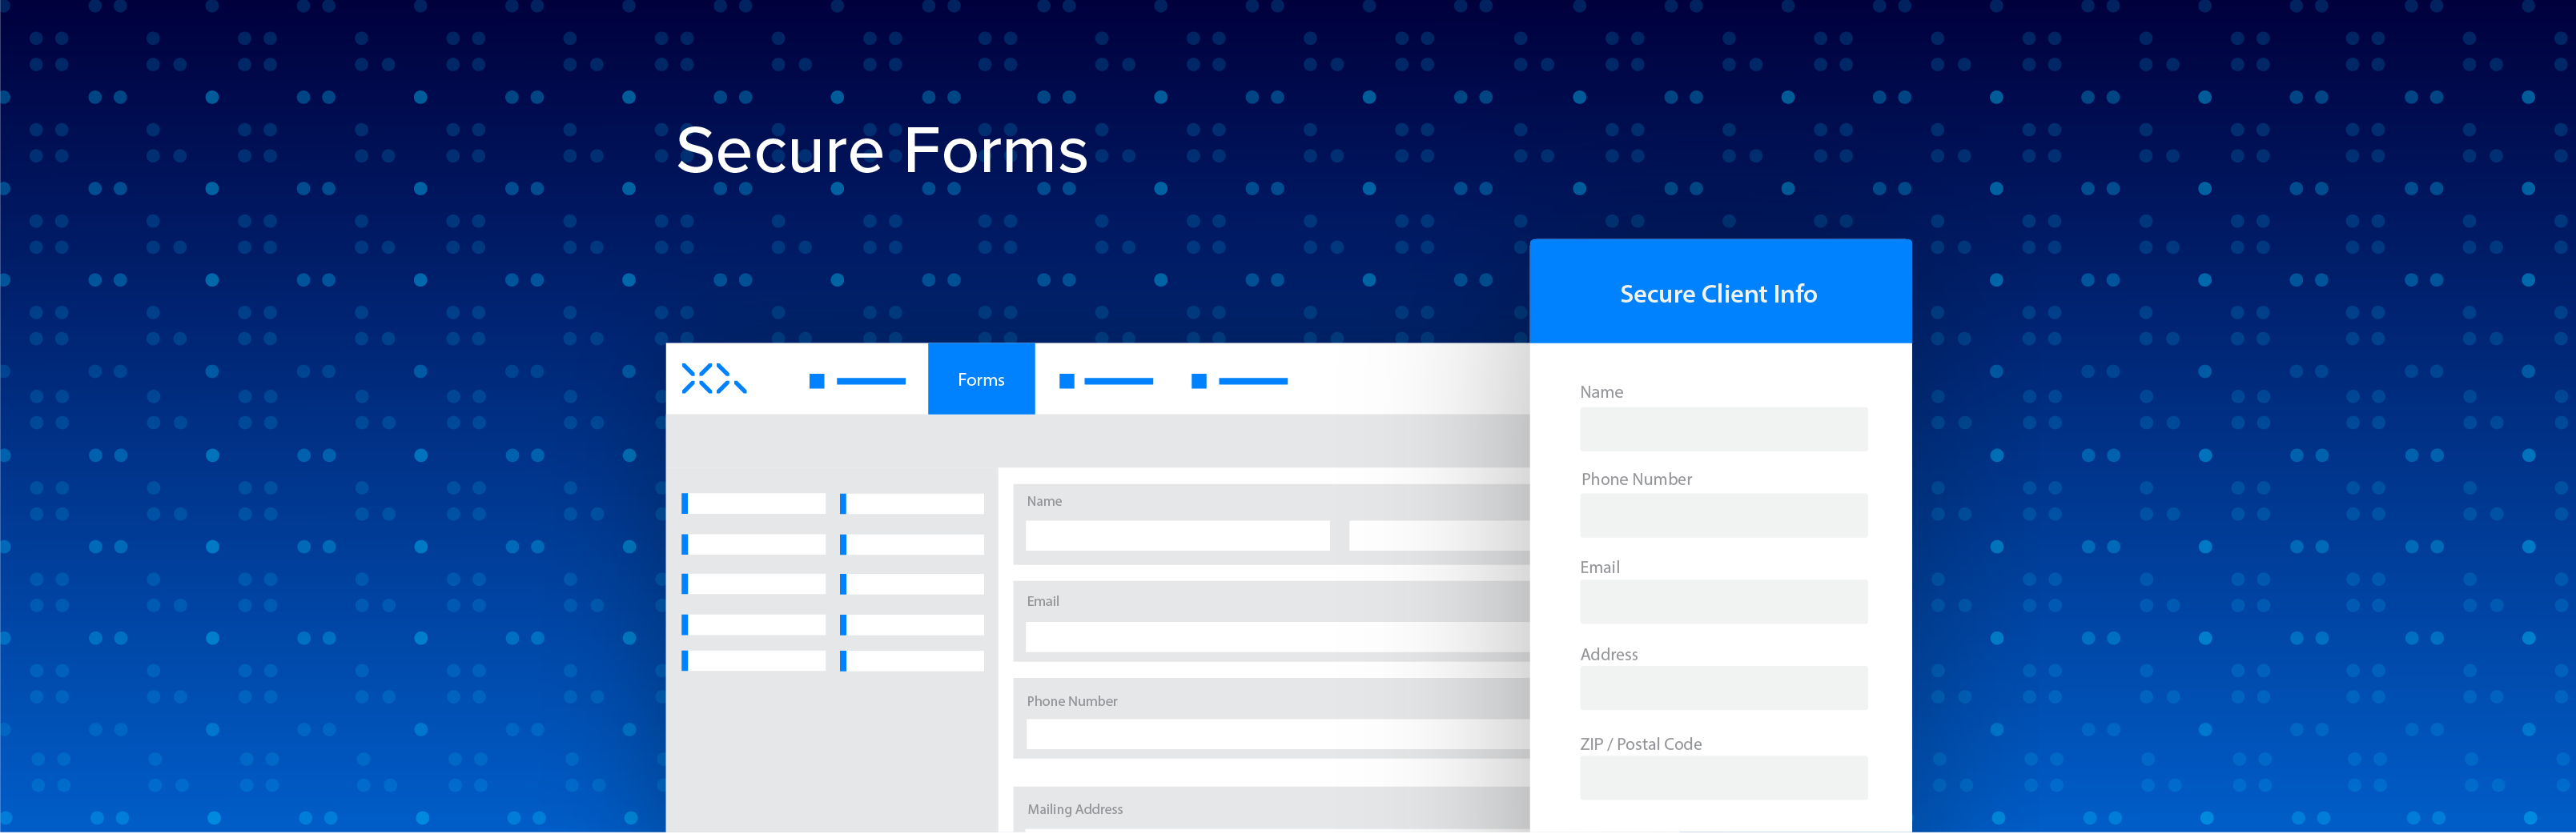 Secure Forms
Forms
Name
Email
Phone Number
Mailing Address
Secure Client Info
Name
Phone Number
Email
Address
ZIP / Postal Code